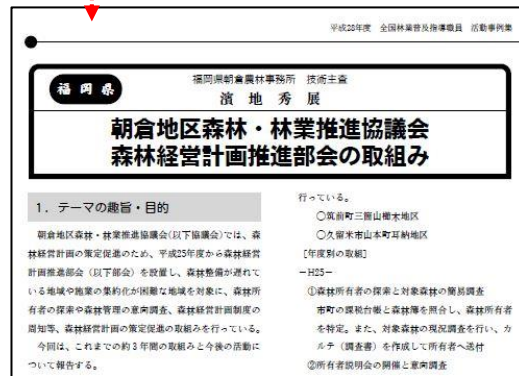 平成28年度 全国林業普及指導職員 活動事例集
福岡県
福岡県朝倉農林事務所 技術主査
濵地秀展
朝倉地区森林・林業推進協議会
森林経営計画推進部会の取組み
1．テーマの趣旨・目的
朝倉地区森林・林業推進協議会（以下協議会）では、森
林経営計画の策定促進のため、平成25年度から森林経営
計画推進部会（以下部会）を設置し、森林整備が遅れて
いる地域や施業の集約化が困難な地域を対象に、森林所
有者の探索や森林管理の意向調査、森林経営計画制度の
周知等、森林経営計画の策定促進の取組みを行っている。
今回は、これまでの約3年間の取組みと今後の活動に
ついて報告する。
行っている。
○筑前町三箇山櫛木地区
○久留米市山本町耳納地区
［年度別の取組］
－H25－
①森林所有者の探索と対象森林の簡易調査
市町の課税台帳と森林簿を照合し、森林所有者
を特定。また、対象森林の現況調査を行い、カ
ルテ（調査書）を作成して所有者へ送付
②所有者説明会の開催と意向調査